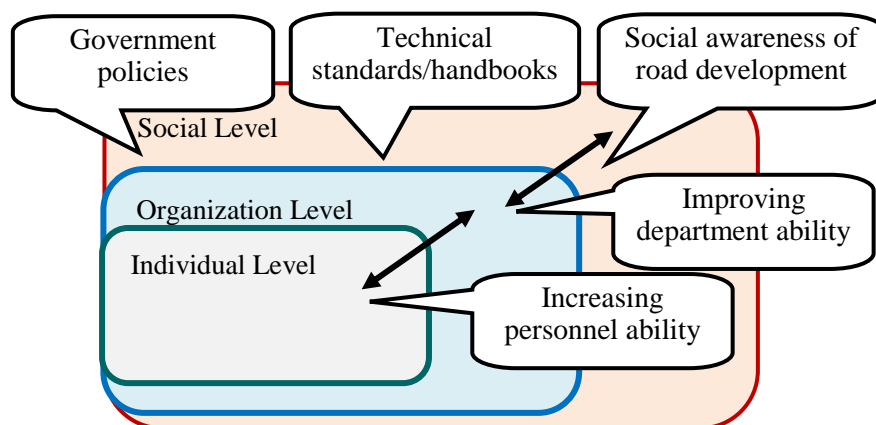 Government
policies
Technical
standards/handbooks
Social awareness of
road development
Social Level
Organization Level
Improving
department ability
Individual Level
Increasing
personnel ability